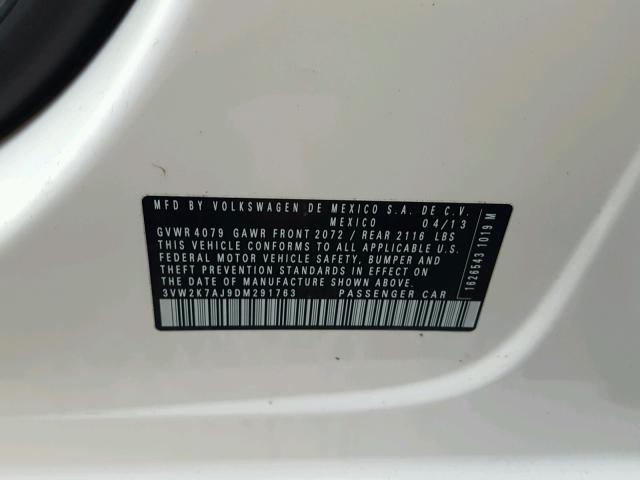 MFD BY VOLKSWAGEN DE MEXICO S.A. DE C.V.
MEXICO 04/13
GVWR4079 GAWR FRONT 2072 / REAR 2116 LBS
THIS VEHICLE CONFORMS TO ALL APPLICABLE U.S.
FEDERAL MOTOR VEHICLE SAFETY, BUMPER AND
THEFT PREVENTION STANDARDS IN EFFECT ON
THE DATE OF MANUFACTURE SHOWN ABOVE.
3VW2K7AJ9DM291763 PASSENGER CAR
1626543 1019 M